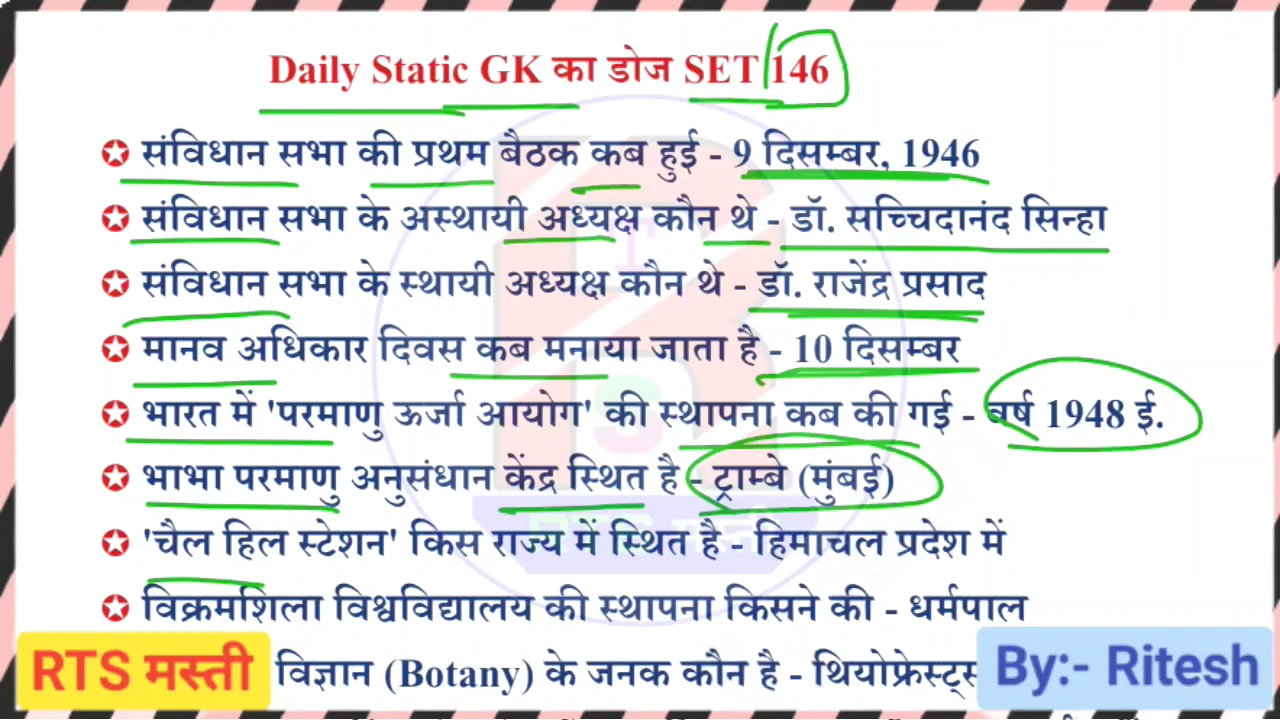 Daily Static GK का डोज SET 146
संविधान सभा की प्रथम बैठक कब हुई - 9 दिसम्बर, 1946
संविधान सभा के अस्थायी अध्यक्ष कौन थे - डॉ. सच्चिदानंद सिन्हा
संविधान सभा के स्थायी अध्यक्ष कौन थे - डॉ. राजेंद्र प्रसाद
मानव अधिकार दिवस कब मनाया जाता है - 10 दिसम्बर
भारत में 'परमाणु ऊर्जा आयोग' की स्थापना कब की गई - वर्ष 1948 ई.
भाभा परमाणु अनुसंधान केंद्र स्थित है - ट्राम्बे (मुंबई)
'चैल हिल स्टेशन' किस राज्य में स्थित है - हिमाचल प्रदेश में
विक्रमशिला विश्वविद्यालय की स्थापना किसने की - धर्मपाल
विज्ञान (Botany) के जनक कौन है - थियोफ्रेस्ट्स
RTS मस्ती
By:- Ritesh
RTS मस्ती